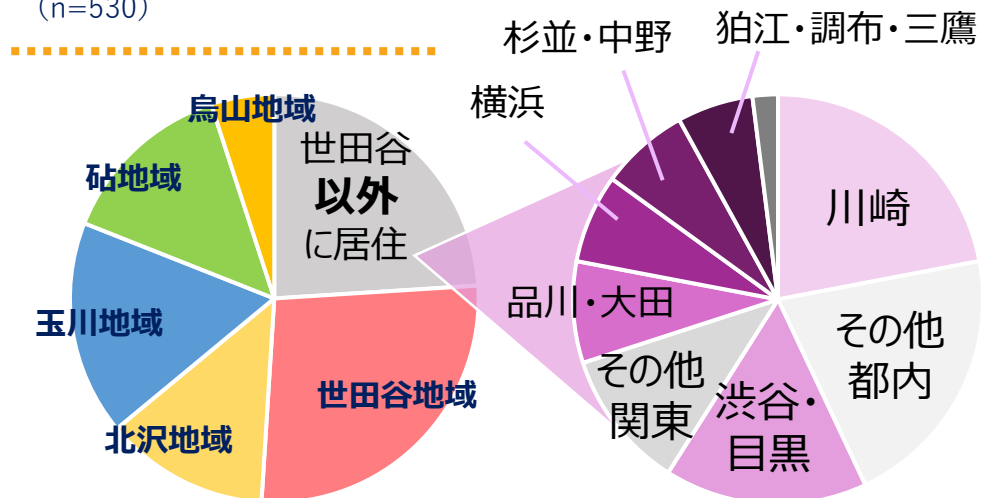 (n=530)
烏山地域
世田谷
以外
に居住
砧地域
玉川地域
世田谷地域
北沢地域
杉並・中野
狛江・調布・三鷹
横浜
川崎
品川・大田
その他
都内
その他
関東
渋谷・
目黒